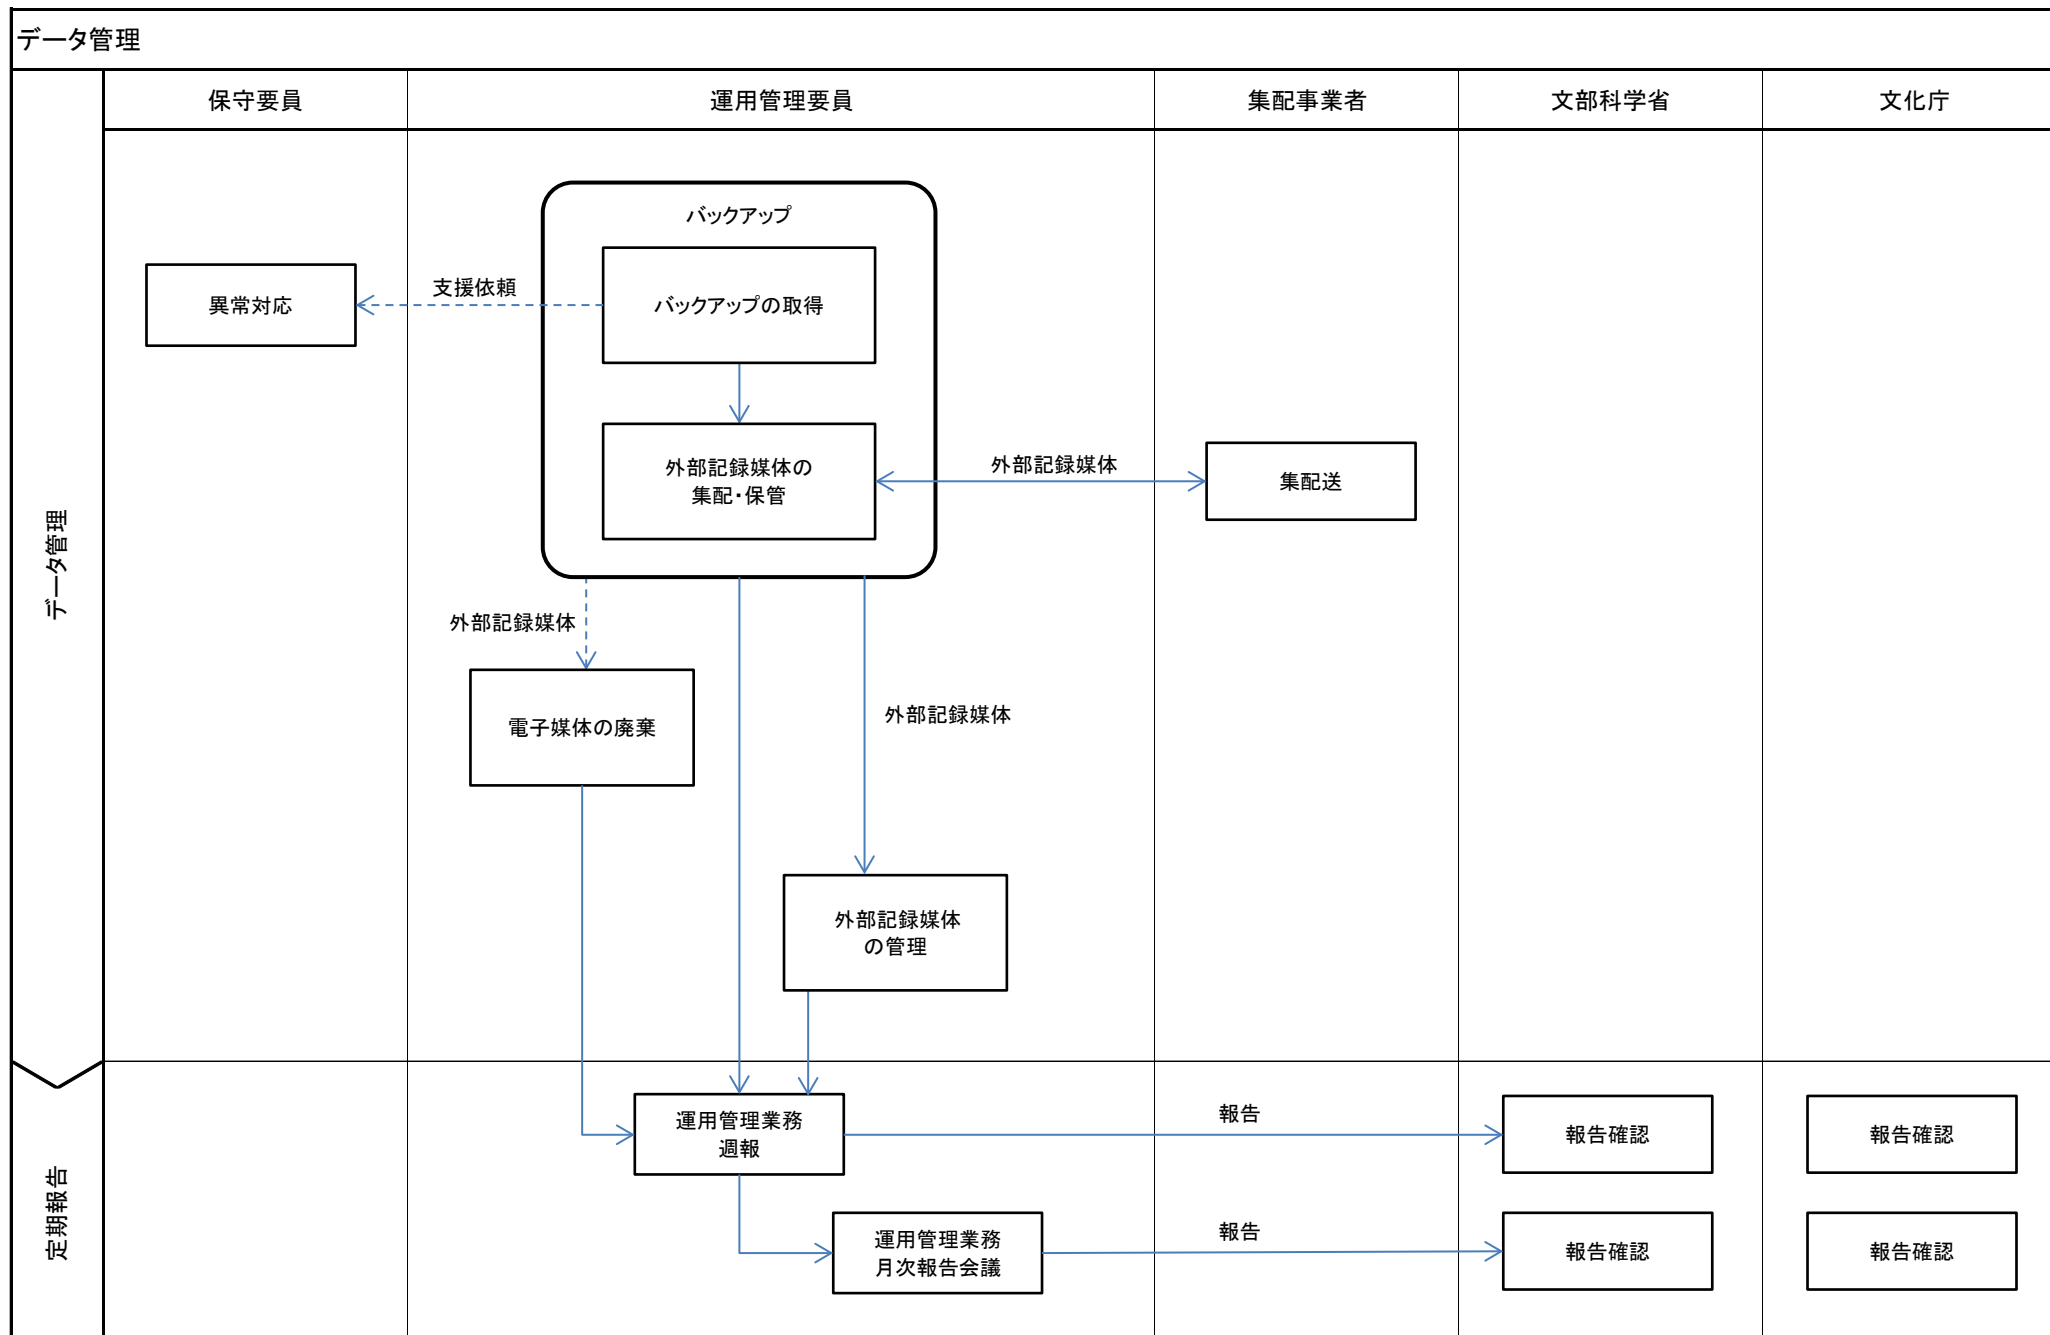 データ管理
保守要員
運用管理要員
集配事業者
文部科学省
文化庁
データ管理
バックアップ
異常対応
支援依頼
バックアップの取得
外部記録媒体の
集配・保管
外部記録媒体
集配送
外部記録媒体
電子媒体の廃棄
外部記録媒体
外部記録媒体
の管理
定期報告
運用管理業務
週報
報告
報告確認
報告確認
運用管理業務
月次報告会議
報告
報告確認
報告確認